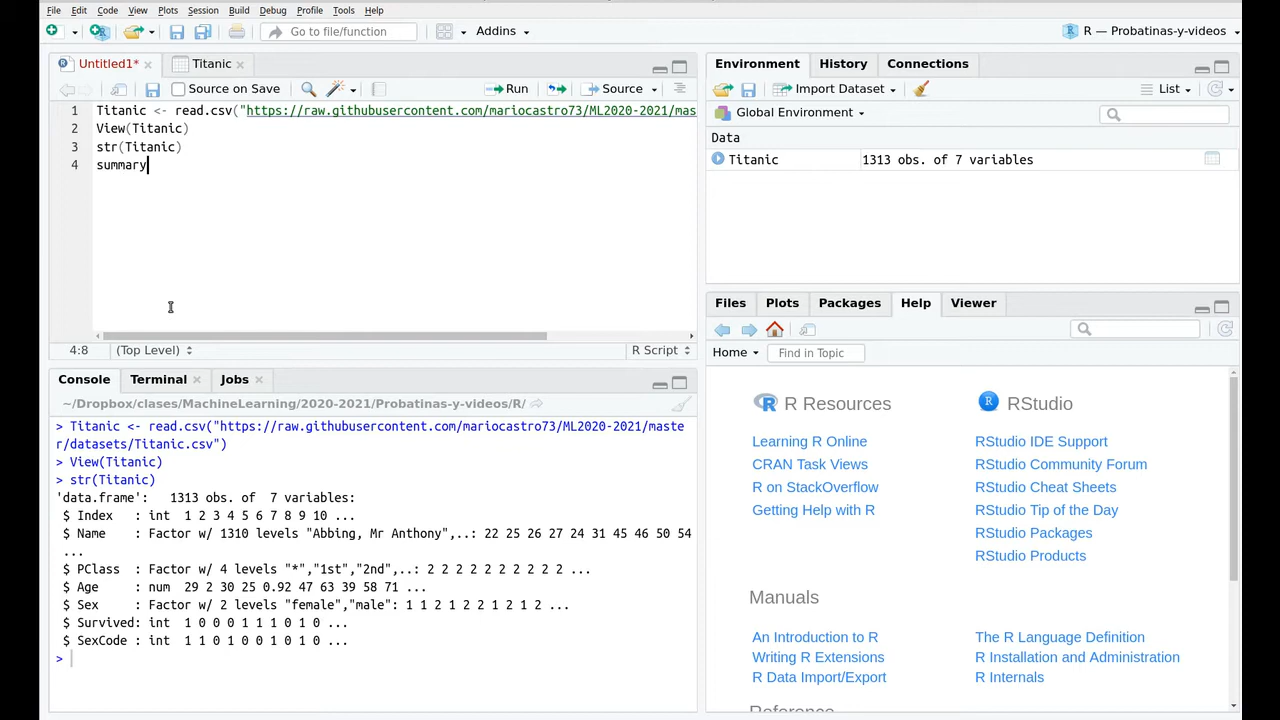 File Edit Code View Plots Session Build Debug Profile Tools Help
Go to file/function Addins R — Probatinas-y-videos
Untitled1* Titanic
Source on Save Run Source
1 Titanic <- read.csv("https://raw.githubusercontent.com/mariocastro73/ML2020-2021/mas
2 View(Titanic)
3 str(Titanic)
4 summary
4:8 (Top Level) R Script
Console Terminal Jobs
~/Dropbox/clases/MachineLearning/2020-2021/Probatinas-y-videos/R/
> Titanic <- read.csv("https://raw.githubusercontent.com/mariocastro73/ML2020-2021/maste
r/datasets/Titanic.csv")
> View(Titanic)
> str(Titanic)
'data.frame': 1313 obs. of 7 variables:
$ Index : int 1 2 3 4 5 6 7 8 9 10 ...
$ Name : Factor w/ 1310 levels "Abbing, Mr Anthony",..: 22 25 26 27 24 31 45 46 50 54
...
$ PClass : Factor w/ 4 levels "*","1st","2nd",..: 2 2 2 2 2 2 2 2 2 2 ...
$ Age : num 29 2 30 25 0.92 47 63 39 58 71 ...
$ Sex : Factor w/ 2 levels "female","male": 1 1 2 1 2 2 1 2 1 2 ...
$ Survived: int 1 0 0 0 1 1 1 0 1 0 ...
$ SexCode : int 1 1 0 1 0 0 1 0 1 0 ...
>
Environment History Connections
Import Dataset List
Global Environment
Data
Titanic 1313 obs. of 7 variables
Files Plots Packages Help Viewer
Home Find in Topic
R Resources
Learning R Online
CRAN Task Views
R on StackOverflow
Getting Help with R
RStudio
RStudio IDE Support
RStudio Community Forum
RStudio Cheat Sheets
RStudio Tip of the Day
RStudio Packages
RStudio Products
Manuals
An Introduction to R
Writing R Extensions
R Data Import/Export
The R Language Definition
R Installation and Administration
R Internals
Reference